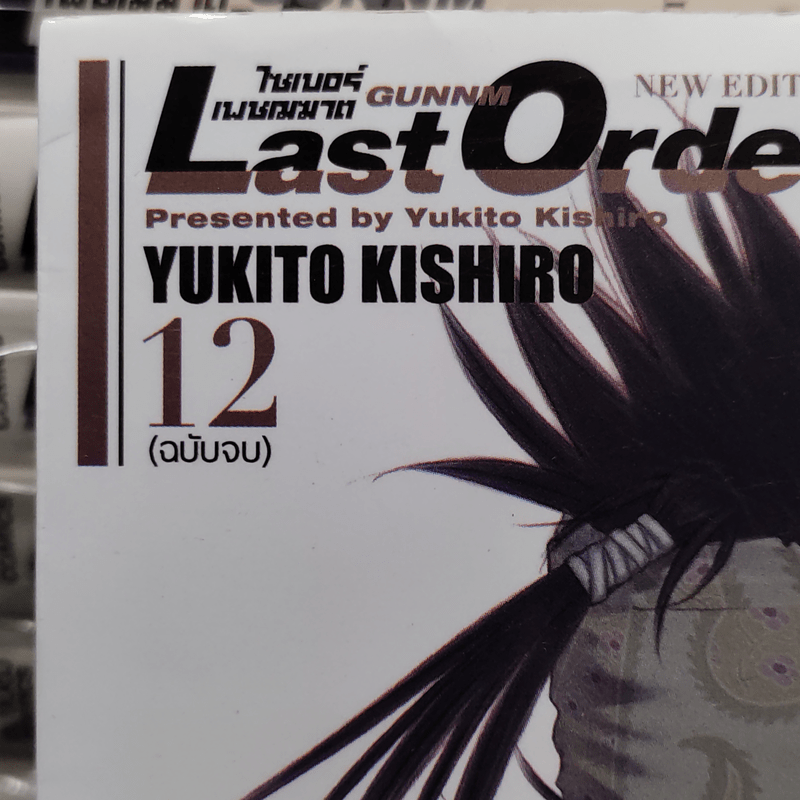 ไซเบอร์
เพชฌฆาต GUNNM
NEW EDIT
Last Orde
Presented by Yukito Kishiro
YUKITO KISHIRO
12
(ฉบับจบ)